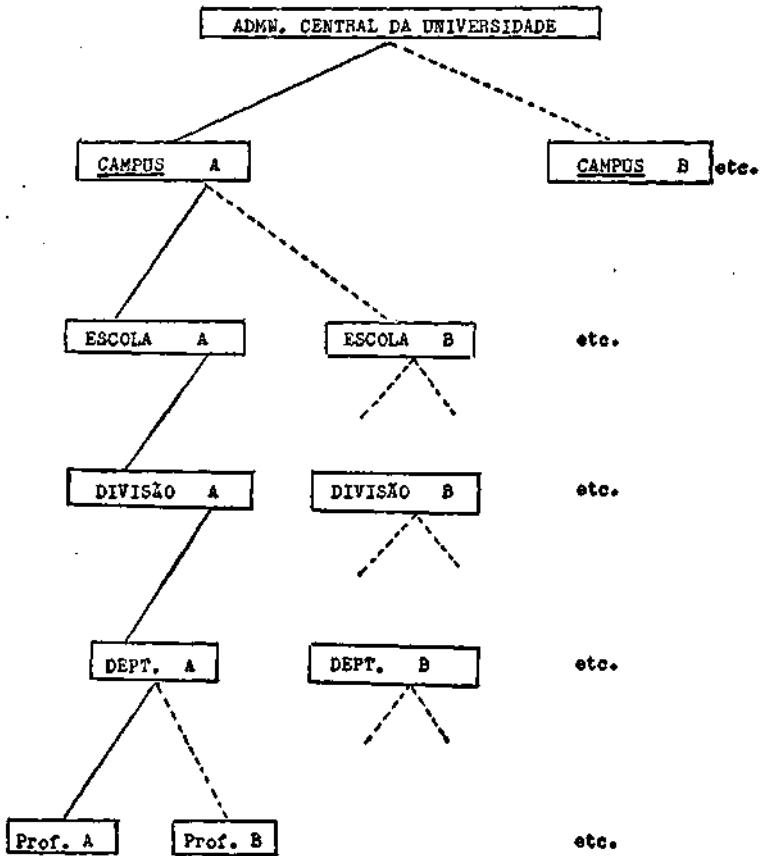 ADMN. CENTRAL DA UNIVERSIDADE
CAMPUS A CAMPUS B etc.
ESCOLA A ESCOLA B etc.
DIVISÃO A DIVISÃO B etc.
DEPT. A DEPT. B etc.
Prof. A Prof. B etc.